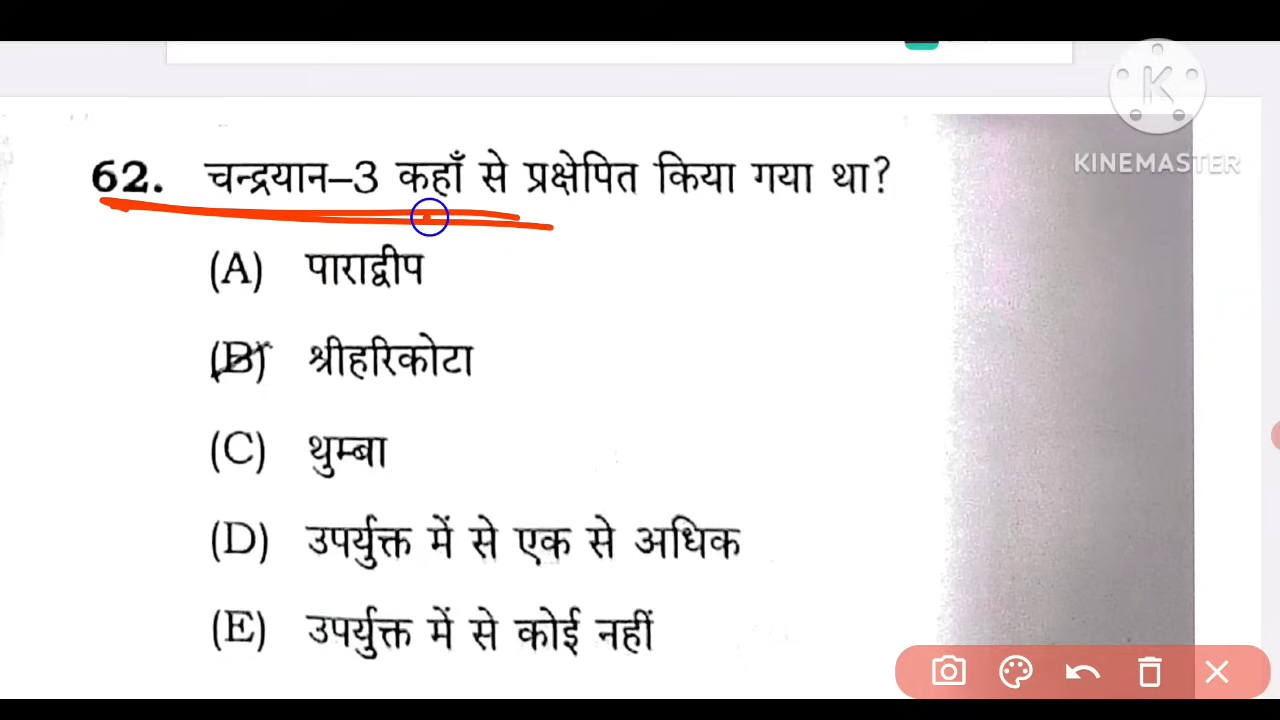 KINEMASTER
62. चन्द्रयान–3 कहाँ से प्रक्षेपित किया गया था?
(A) पाराद्वीप
(B) श्रीहरिकोटा
(C) थुम्बा
(D) उपर्युक्त में से एक से अधिक
(E) उपर्युक्त में से कोई नहीं